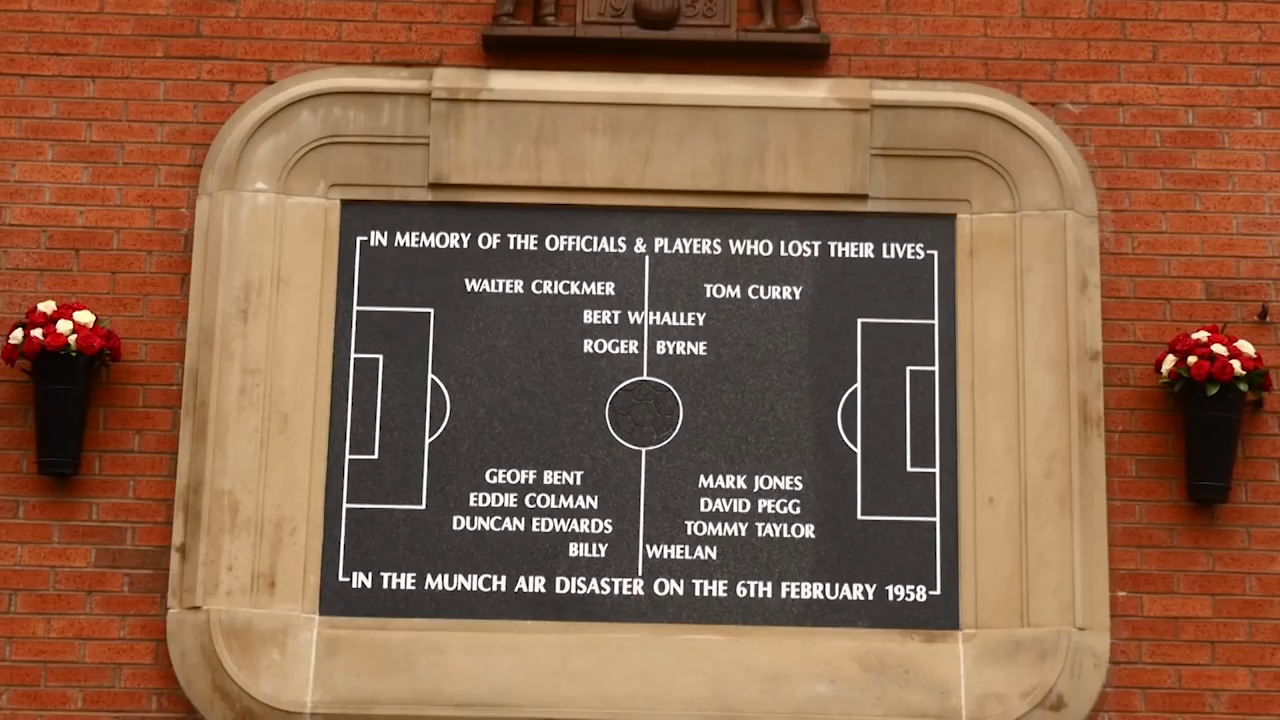 1958
IN MEMORY OF THE OFFICIALS & PLAYERS WHO LOST THEIR LIVES
WALTER CRICKMER TOM CURRY
BERT WHALLEY
ROGER BYRNE
GEOFF BENT MARK JONES
EDDIE COLMAN DAVID PEGG
DUNCAN EDWARDS TOMMY TAYLOR
BILLY WHELAN
IN THE MUNICH AIR DISASTER ON THE 6TH FEBRUARY 1958